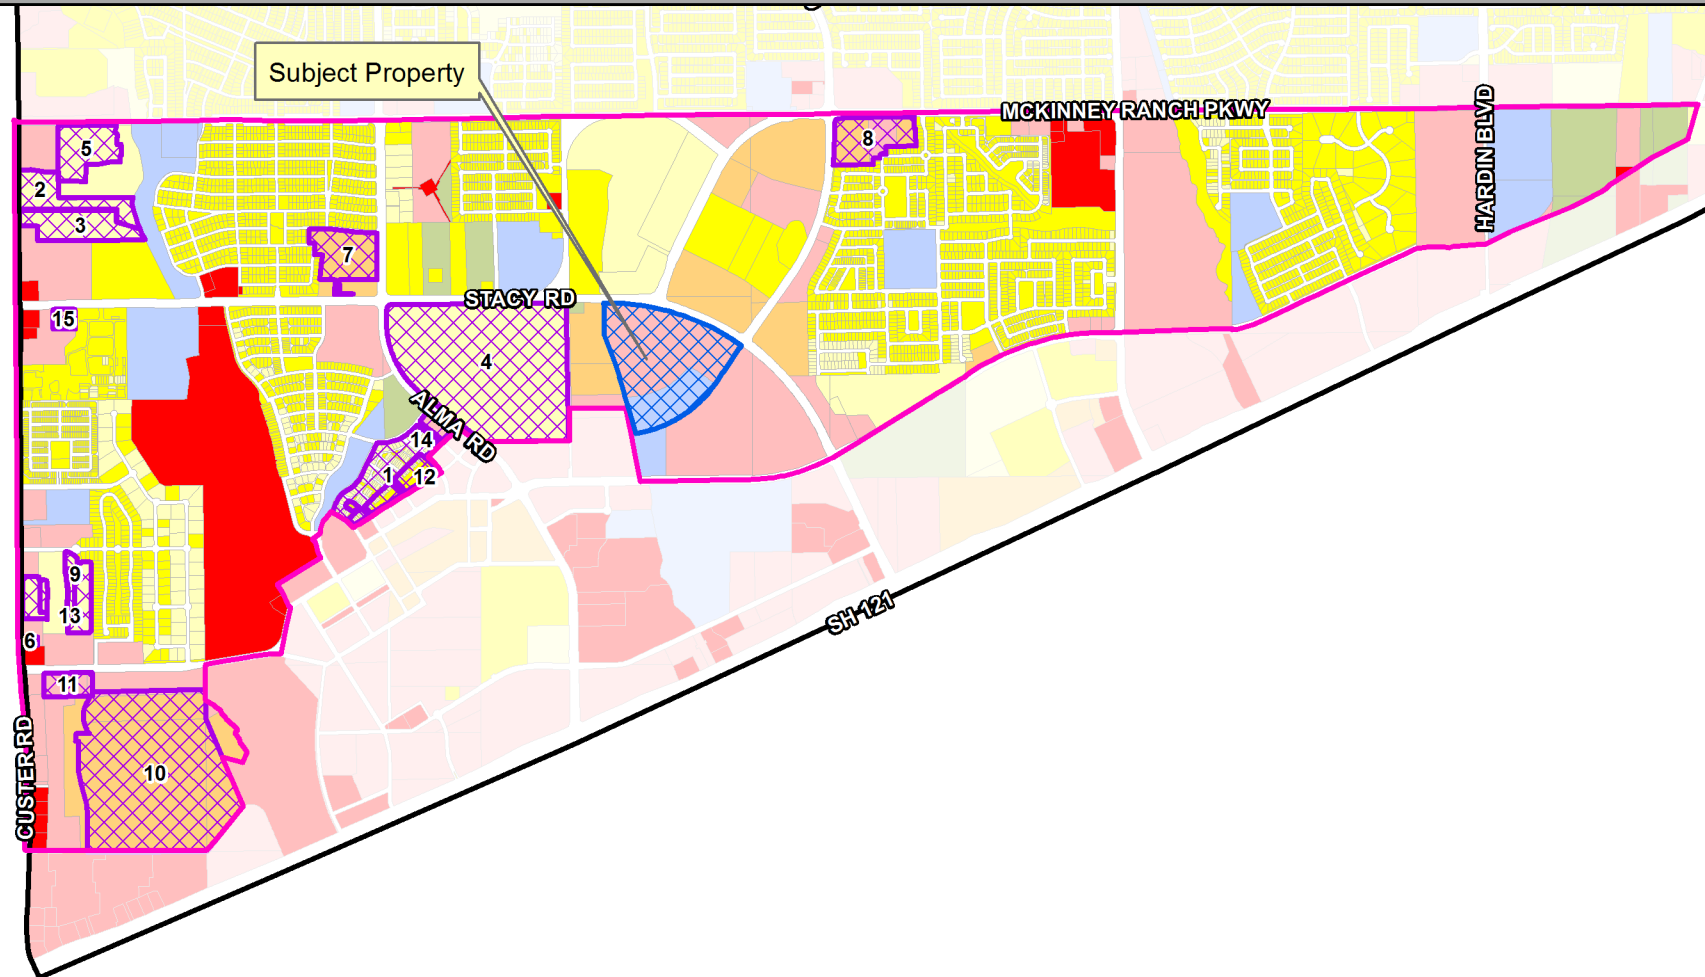 Subject Property
MCKINNEY RANCH PKWY
HARDIN BLVD
8
5
2
3
7
STACY RD
15
4
ALMA RD
14
1
12
9
13
6
SH 121
11
CUSTER RD
10